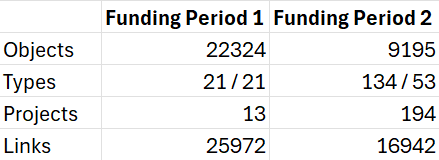 Funding Period 1 Funding Period 2
Objects 22324 9195
Types 21 / 21 134 / 53
Projects 13 194
Links 25972 16942